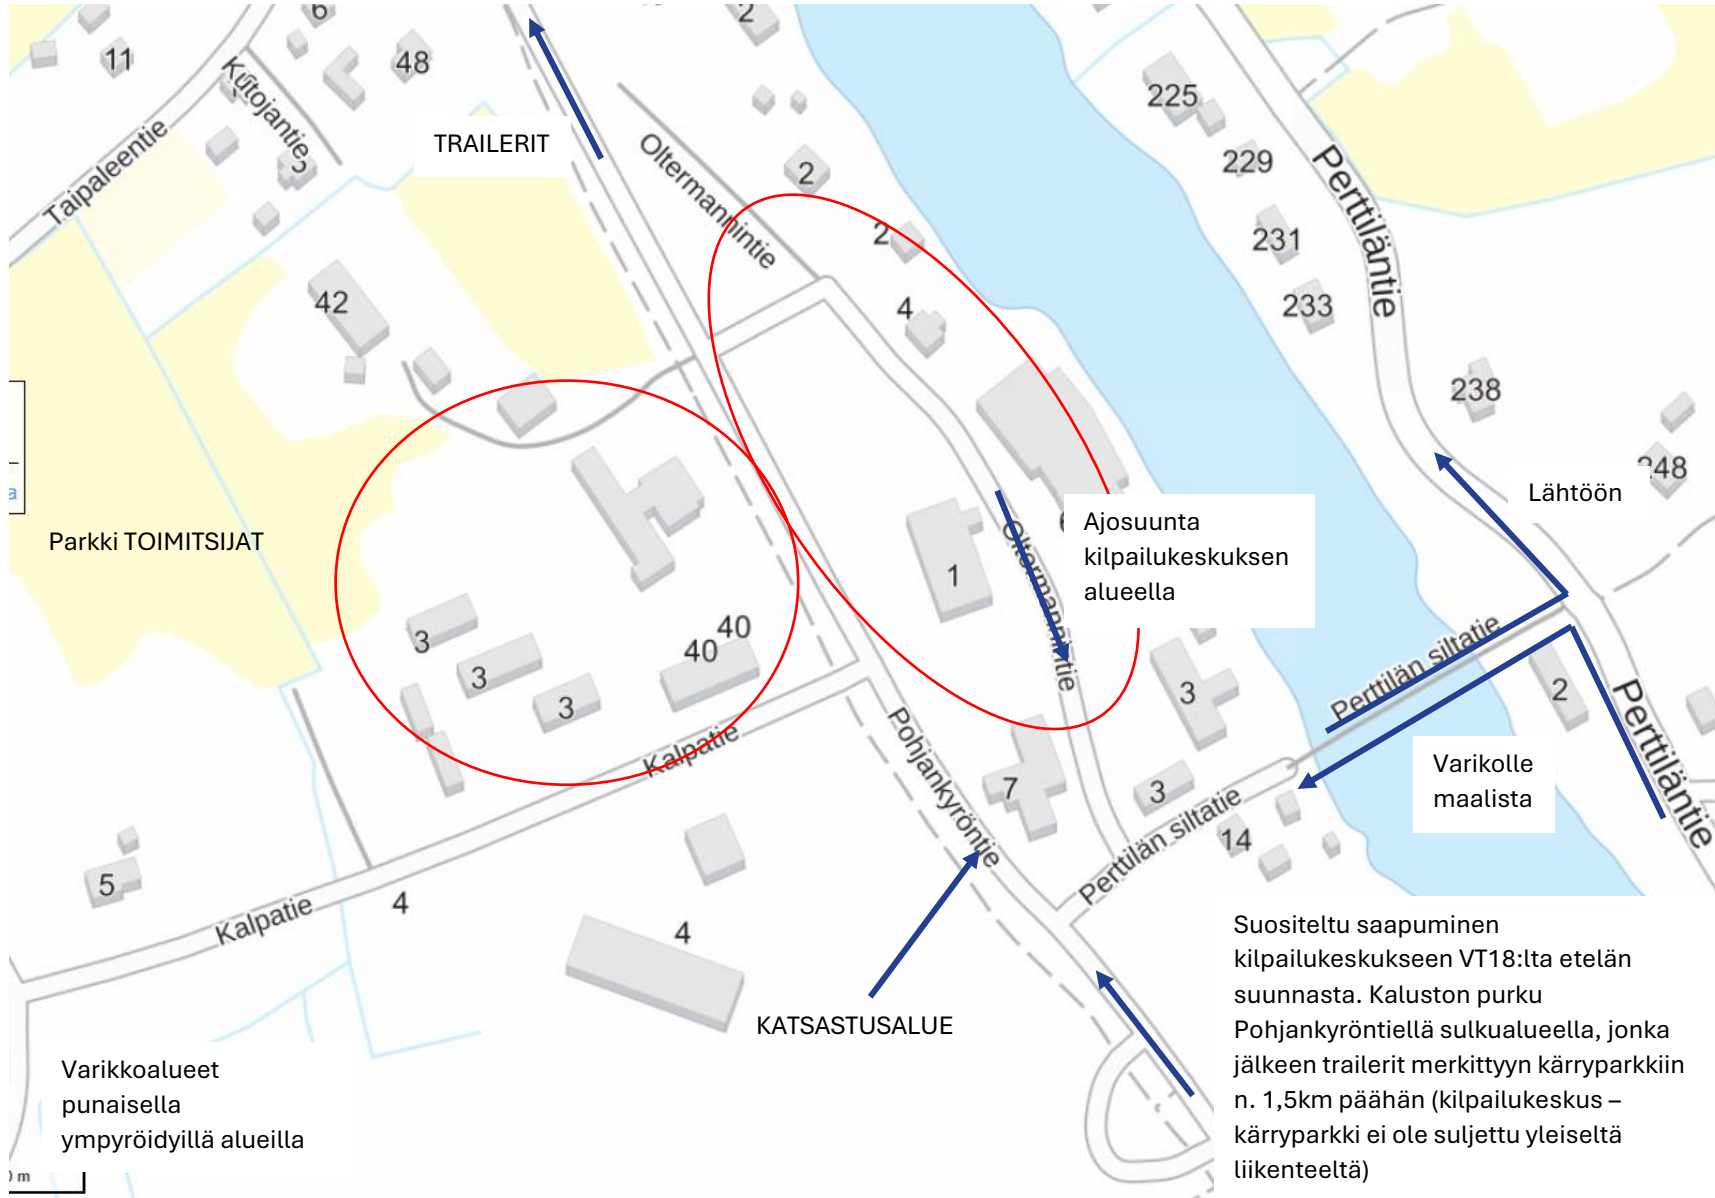 6
2
11
48
Kutojantie
5
Taipaleentie
TRAILERIT
Oltermannintie
2
2
4
225
229
231
233
Perttiläntie
238
248
42
a
Lähtöön
Parkki TOIMITSIJAT
Ajosuunta
kilpailukeskuksen
alueella
Oltermannintie
1
3
3
3
40
40
Kalpatie
Pohjankyröntie
7
3
3
Perttilän siltatie
2
Perttiläntie
Varikolle
maalista
Perttilän siltatie
14
5
4
Kalpatie
4
KATSASTUSALUE
Suositeltu saapuminen
kilpailukeskukseen VT18:lta etelän
suunnasta. Kaluston purku
Pohjankyröntiellä sulkualueella, jonka
jälkeen trailerit merkittyyn kärryparkkiin
n. 1,5km päähän (kilpailukeskus –
kärryparkki ei ole suljettu yleiseltä
liikenteeltä)
Varikkoalueet
punaisella
ympyröidyillä alueilla
m